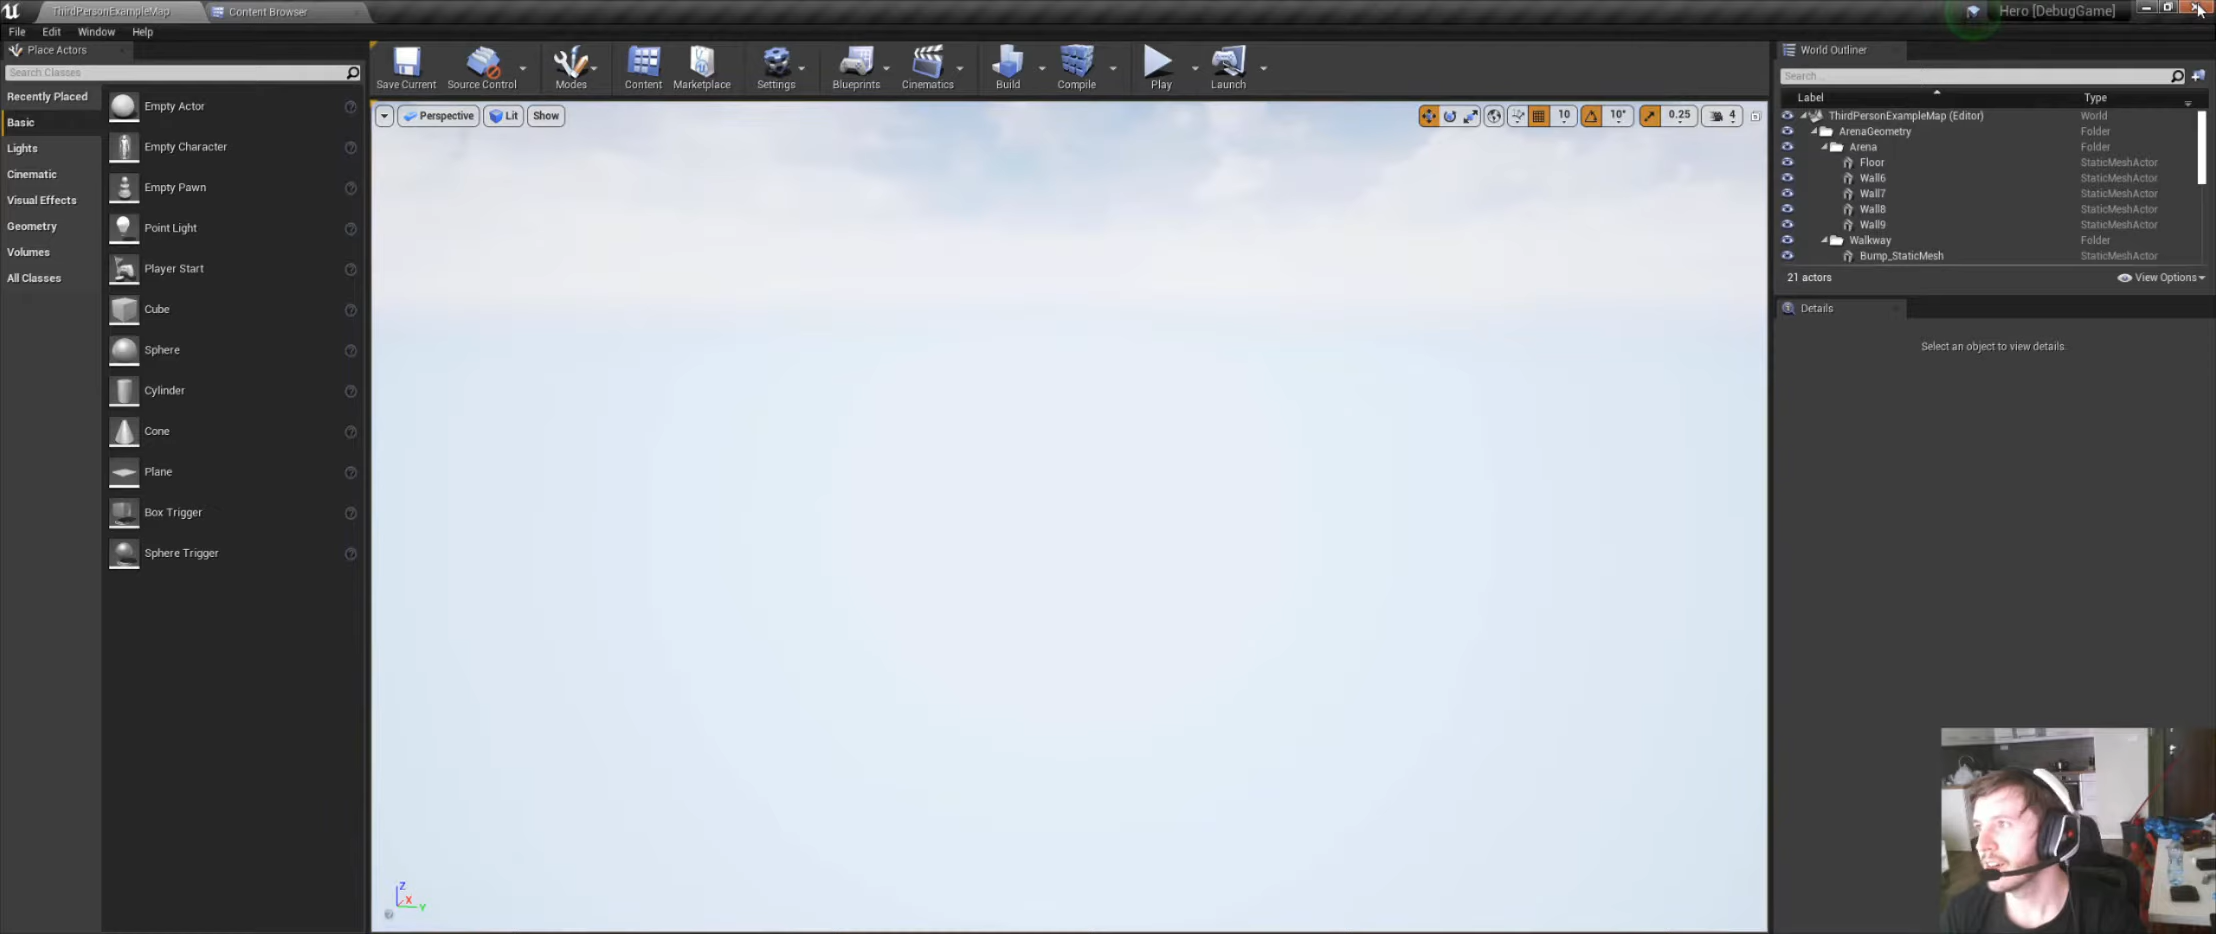 ThirdPersonExampleMap
Content Browser
Hero [DebugGame]
File Edit Window Help
Place Actors
Search Classes
Recently Placed
Basic
Lights
Cinematic
Visual Effects
Geometry
Volumes
All Classes
Empty Actor
Empty Character
Empty Pawn
Point Light
Player Start
Cube
Sphere
Cylinder
Cone
Plane
Box Trigger
Sphere Trigger
Save Current
Source Control
Modes
Content
Marketplace
Settings
Blueprints
Cinematics
Build
Compile
Play
Launch
Perspective
Lit
Show
10
10°
0.25
4
Z
X
Y
World Outliner
Search...
Label Type
ThirdPersonExampleMap (Editor) World
ArenaGeometry Folder
Arena Folder
Floor StaticMeshActor
Wall6 StaticMeshActor
Wall7 StaticMeshActor
Wall8 StaticMeshActor
Wall9 StaticMeshActor
Walkway Folder
Bump_StaticMesh StaticMeshActor
21 actors
View Options
Details
Select an object to view details.